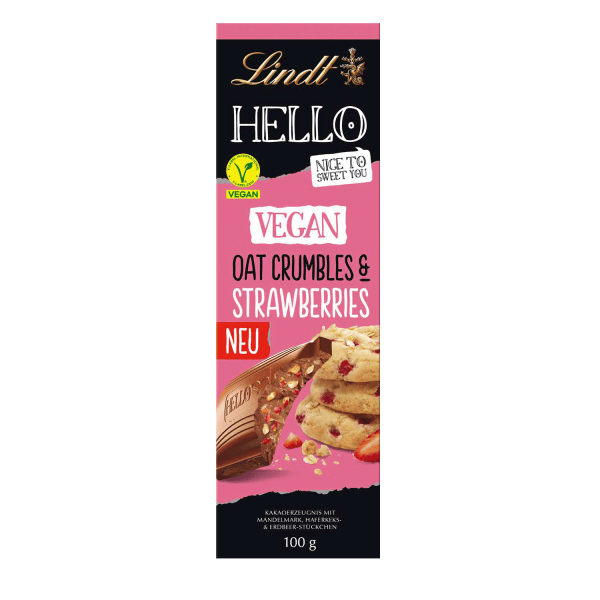 Lindt
HELLO
NICE TO
SWEET YOU
VEGAN
VEGAN
OAT CRUMBLES &
STRAWBERRIES
NEU
HELLO
KAKAOERZEUGNIS MIT
MANDELMARK, HAFERKEKS-
& ERDBEER-STÜCKCHEN
100 g